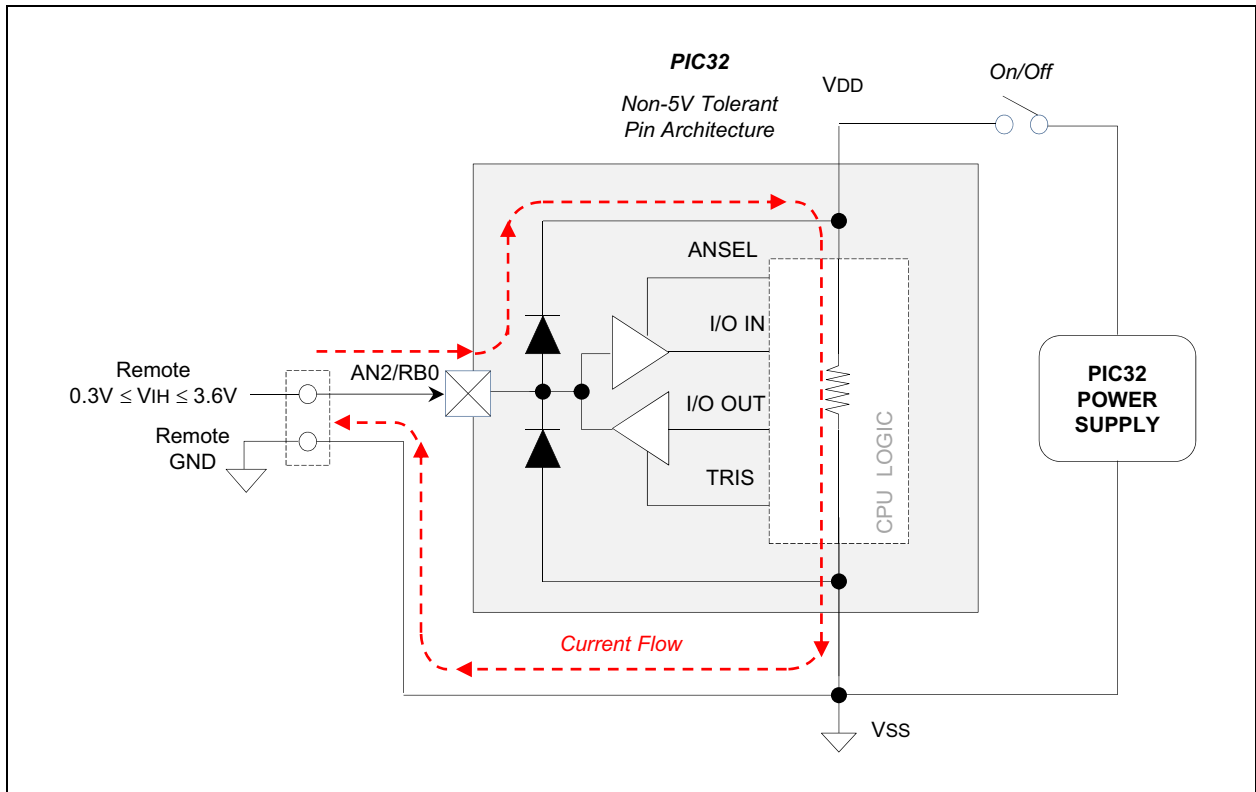 PIC32
Non-5V Tolerant
Pin Architecture
VDD
On/Off
ANSEL
I/O IN
AN2/RB0
Remote
0.3V ≤ VIH ≤ 3.6V
I/O OUT
Remote
GND
TRIS
CPU LOGIC
PIC32
POWER
SUPPLY
Current Flow
VSS